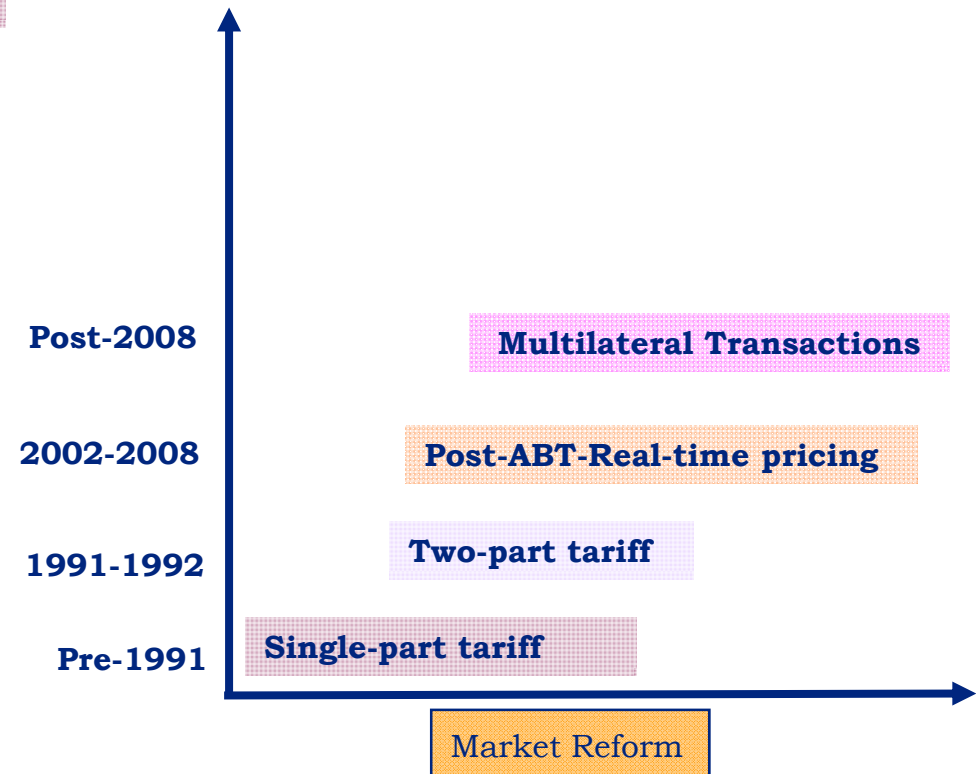 Post-2008
Multilateral Transactions
2002-2008
Post-ABT-Real-time pricing
1991-1992
Two-part tariff
Pre-1991
Single-part tariff
Market Reform